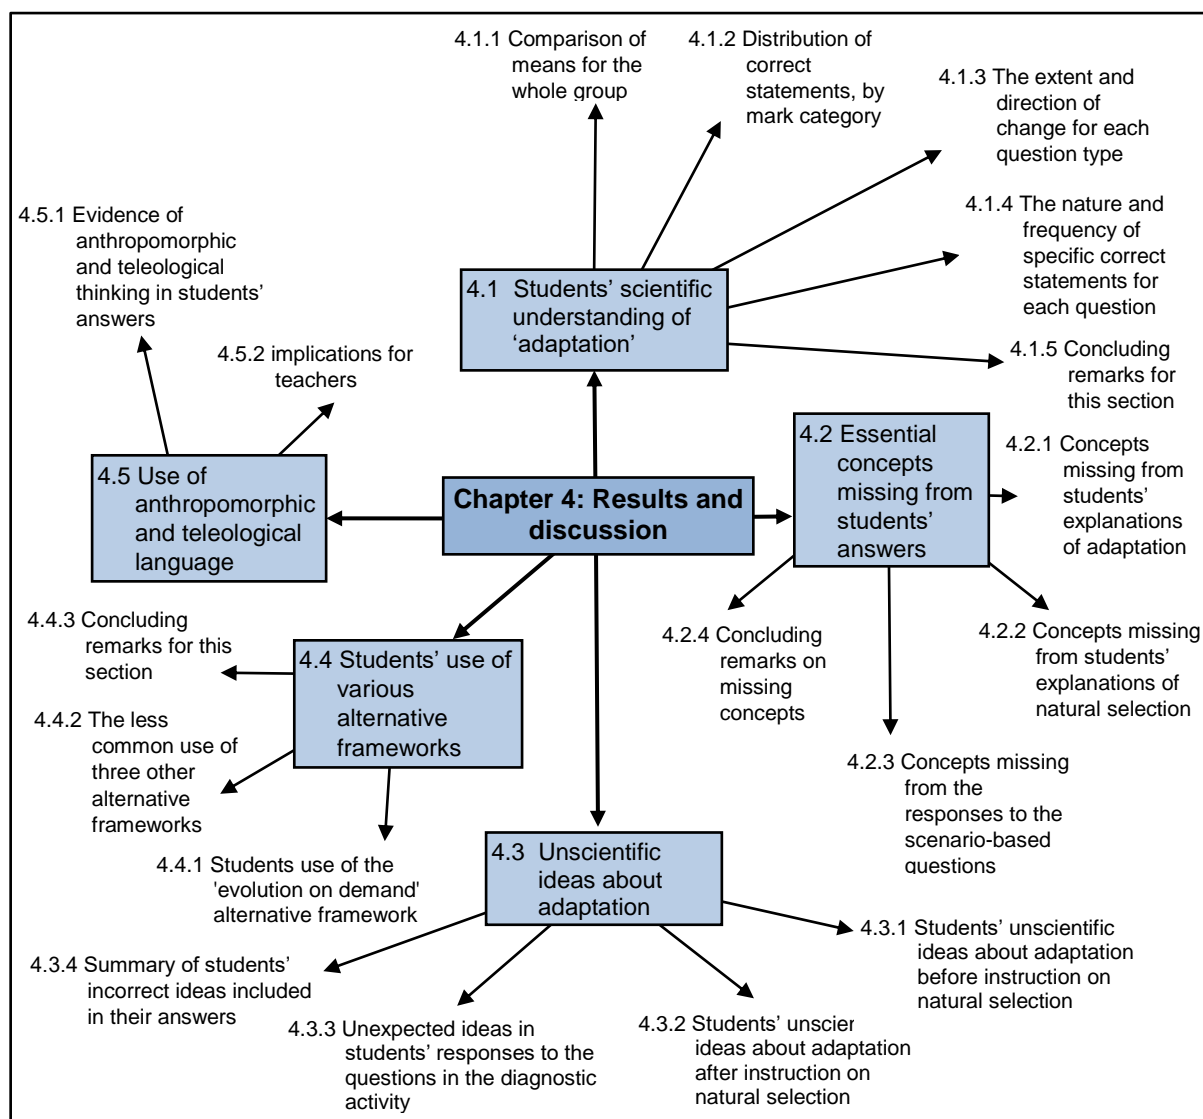 4.1.1 Comparison of
means for the
whole group
4.1.2 Distribution of
correct
statements, by
mark category
4.1.3 The extent and
direction of
change for each
question type
4.1.4 The nature and
frequency of
specific correct
statements for
each question
4.1.5 Concluding
remarks for
this section
4.1 Students’ scientific
understanding of
‘adaptation’
4.5.1 Evidence of
anthropomorphic
and teleological
thinking in students’
answers
4.5.2 implications for
teachers
4.5 Use of
anthropomorphic
and teleological
language
Chapter 4: Results and
discussion
4.2 Essential
concepts
missing from
students’
answers
4.2.1 Concepts
missing from
students’
explanations
of adaptation
4.2.2 Concepts missing
from students’
explanations of
natural selection
4.2.3 Concepts missing
from the
responses to the
scenario-based
questions
4.2.4 Concluding
remarks on
missing
concepts
4.4.3 Concluding
remarks for this
section
4.4 Students’ use of
various
alternative
frameworks
4.4.2 The less
common use of
three other
alternative
frameworks
4.4.1 Students use of the
'evolution on demand'
alternative framework
4.3 Unscientific
ideas about
adaptation
4.3.1 Students’ unscientific
ideas about adaptation
before instruction on
natural selection
4.3.2 Students’ unscie
ideas about adaptation
after instruction on
natural selection
4.3.3 Unexpected ideas in
students’ responses to the
questions in the diagnostic
activity
4.3.4 Summary of students’
incorrect ideas included
in their answers